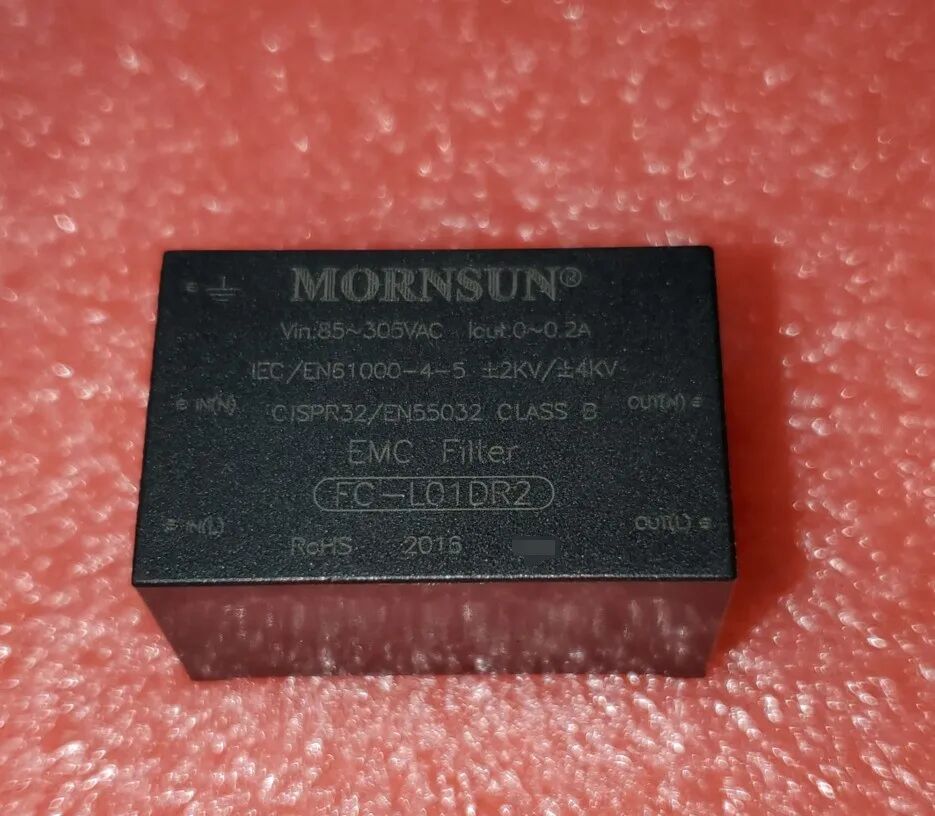 MORNSUN®
Vin:85~305VAC Iout:0~0.2A
IEC/EN61000-4-5 ±2KV/±4KV
IN(N) OUT(N)
CISPR32/EN55032 CLASS B
EMC Filter
FC-L01DR2
IN(L) OUT(L)
RoHS 2016